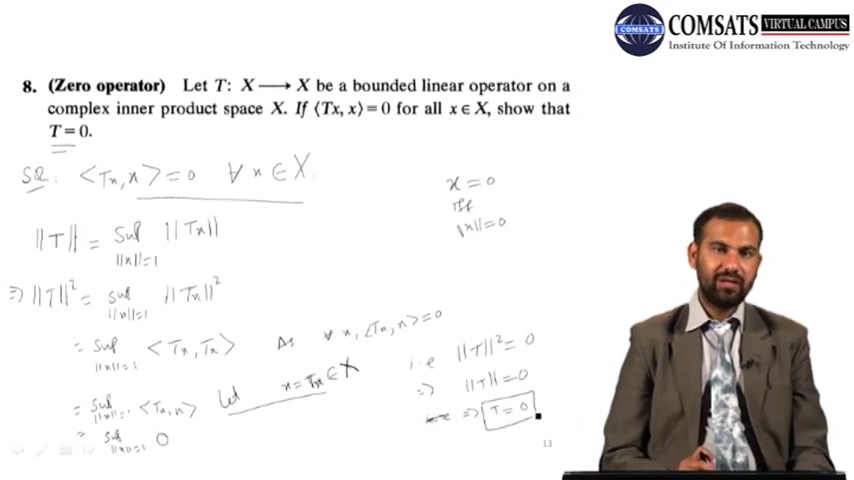 COMSATS VIRTUAL CAMPUS
Institute Of Information Technology
8. (Zero operator) Let T: X → X be a bounded linear operator on a
complex inner product space X. If ⟨Tx, x⟩ = 0 for all x ∈ X, show that
T = 0.
SQ: <Tx, x> = 0 ∀ x ∈ X.
||T|| = Sup ||Tx||
||x||=1
=> ||T||² = sup ||Tx||²
||x||=1
= Sup <Tx, Tx> As ∀ x, <Tx, x> = 0
||x||=1
= Sup <Tx, x> Let x = Tx ∈ X
||x||=1
= Sup 0
||x||=1
x = 0
iff
||x|| = 0
i.e ||T||² = 0
=> ||T|| = 0
=> T = 0
13